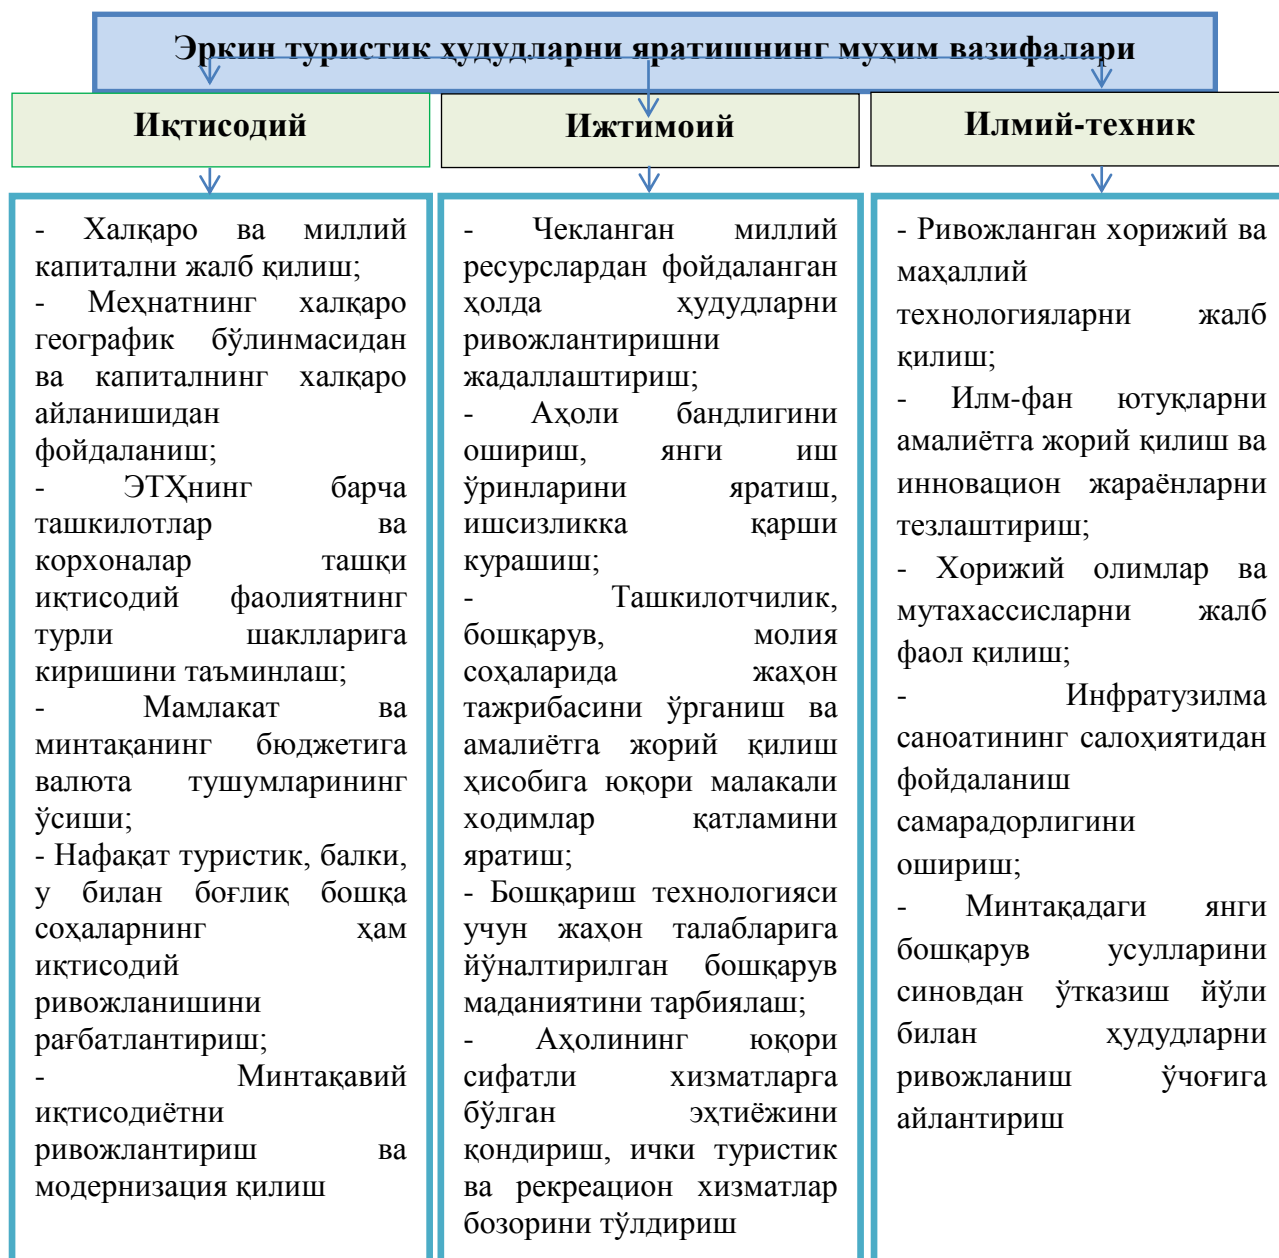 Эркин туристик ҳудудларни яратишнинг муҳим вазифалари
Иқтисодий
- Халқаро ва миллий
капитални жалб қилиш;
- Меҳнатнинг халқаро
географик бўлинмасидан
ва капиталнинг халқаро
айланишидан
фойдаланиш;
- ЭТҲнинг барча
ташкилотлар ва
корхоналар ташқи
иқтисодий фаолиятнинг
турли шаклларига
киришини таъминлаш;
- Мамлакат ва
минтақанинг бюджетига
валюта тушумларининг
ўсиши;
- Нафақат туристик, балки,
у билан боғлиқ бошқа
соҳаларнинг ҳам
иқтисодий
ривожланишини
рағбатлантириш;
- Минтақавий
иқтисодиётни
ривожлантириш ва
модернизация қилиш
Ижтимоий
- Чекланган миллий
ресурслардан фойдаланган
ҳолда ҳудудларни
ривожлантиришни
жадаллаштириш;
- Аҳоли бандлигини
ошириш, янги иш
ўринларини яратиш,
ишсизликка қарши
курашиш;
- Ташкилотчилик,
бошқарув, молия
соҳаларида жаҳон
тажрибасини ўрганиш ва
амалиётга жорий қилиш
ҳисобига юқори малакали
ходимлар қатламини
яратиш;
- Бошқариш технологияси
учун жаҳон талабларига
йўналтирилган бошқарув
маданиятини тарбиялаш;
- Аҳолининг юқори
сифатли хизматларга
бўлган эҳтиёжини
қондириш, ички туристик
ва рекреацион хизматлар
бозорини тўлдириш
Илмий-техник
- Ривожланган хорижий ва
маҳаллий
технологияларни жалб
қилиш;
- Илм-фан ютуқларни
амалиётга жорий қилиш ва
инновацион жараёнларни
тезлаштириш;
- Хорижий олимлар ва
мутахассисларни жалб
фаол қилиш;
- Инфратузилма
саноатининг салоҳиятидан
фойдаланиш
самарадорлигини
ошириш;
- Минтақадаги янги
бошқарув усулларини
синовдан ўтказиш йўли
билан ҳудудларни
ривожланиш ўчоғига
айлантириш